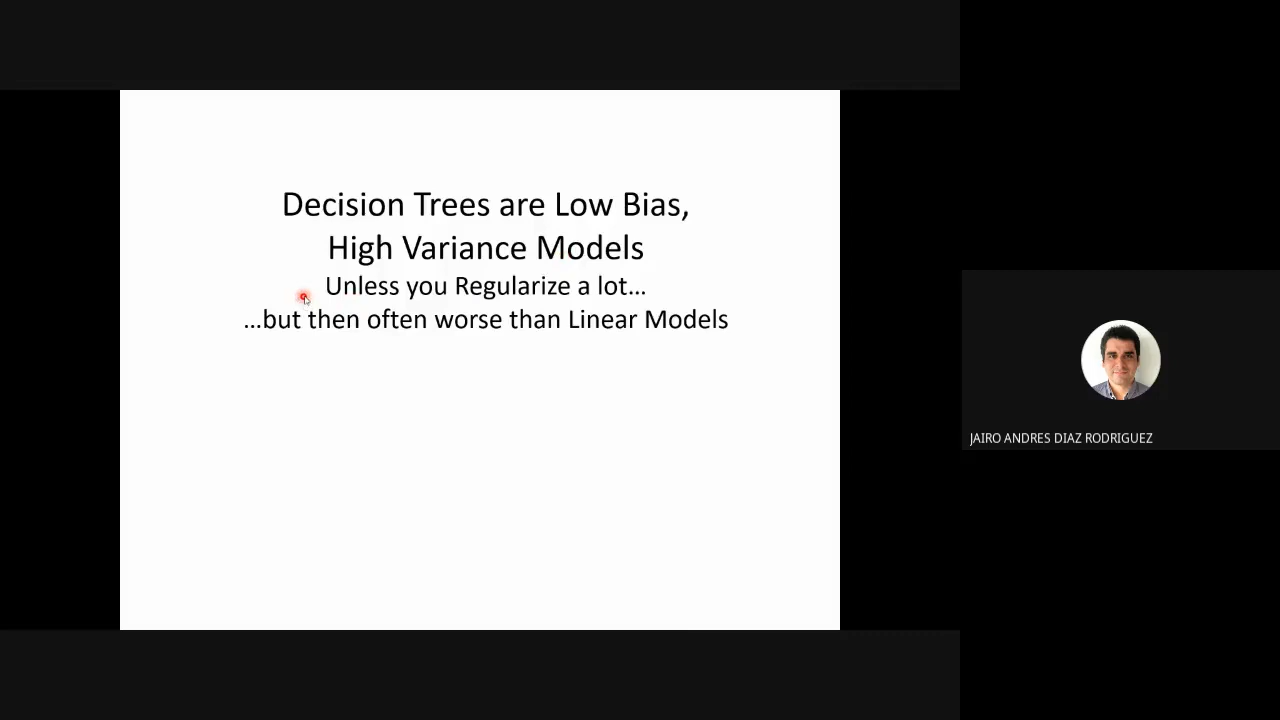 Decision Trees are Low Bias,
High Variance Models
Unless you Regularize a lot...
...but then often worse than Linear Models
JAIRO ANDRES DIAZ RODRIGUEZ